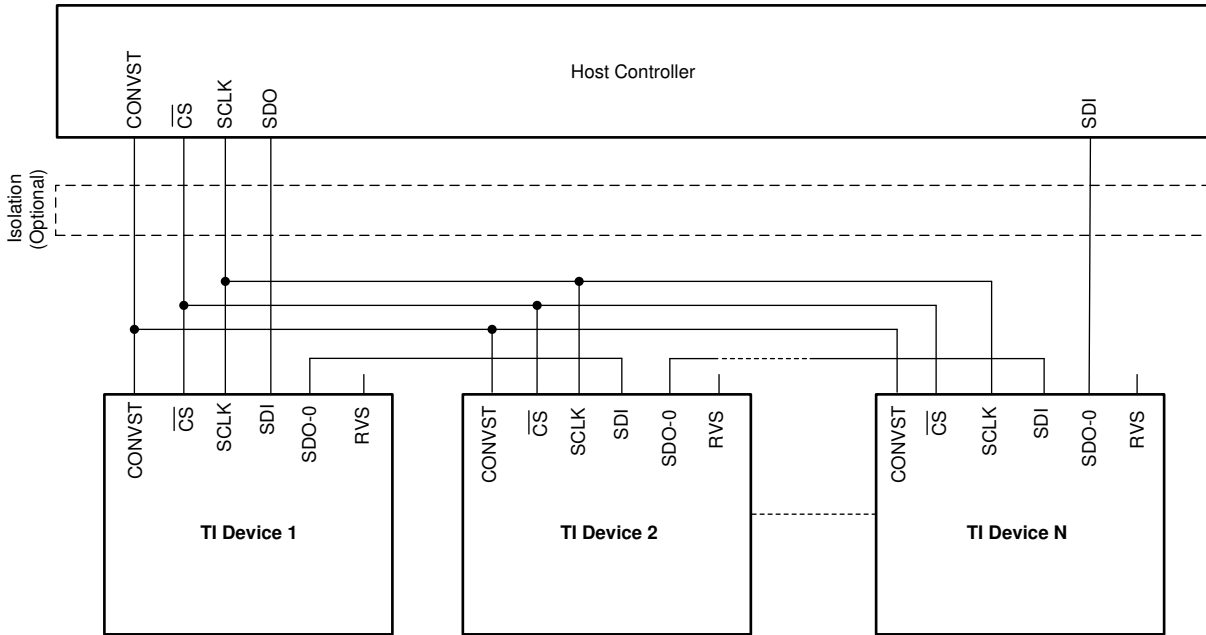 Host Controller
CONVST
CS
SCLK
SDO
SDI
Isolation
(Optional)
CONVST
CS
SCLK
SDI
SDO-0
RVS
TI Device 1
CONVST
CS
SCLK
SDI
SDO-0
RVS
TI Device 2
CONVST
CS
SCLK
SDI
SDO-0
RVS
TI Device N